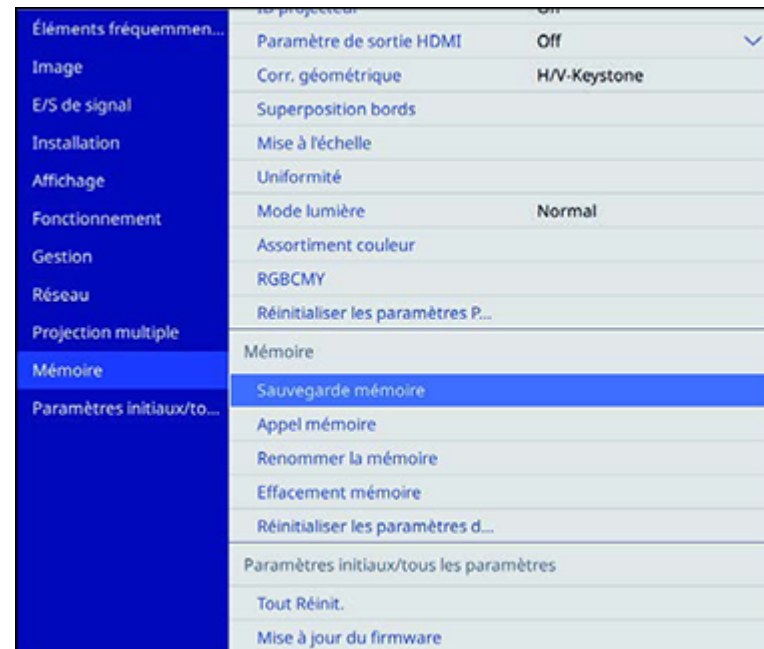 Éléments fréquemmen...
Image
E/S de signal
Installation
Affichage
Fonctionnement
Gestion
Réseau
Projection multiple
Mémoire
Paramètres initiaux/to...
ID projecteur Off
Paramètre de sortie HDMI Off
Corr. géométrique H/V-Keystone
Superposition bords
Mise à l'échelle
Uniformité
Mode lumière Normal
Assortiment couleur
RGBCMY
Réinitialiser les paramètres P...
Mémoire
Sauvegarde mémoire
Appel mémoire
Renommer la mémoire
Effacement mémoire
Réinitialiser les paramètres d...
Paramètres initiaux/tous les paramètres
Tout Réinit.
Mise à jour du firmware